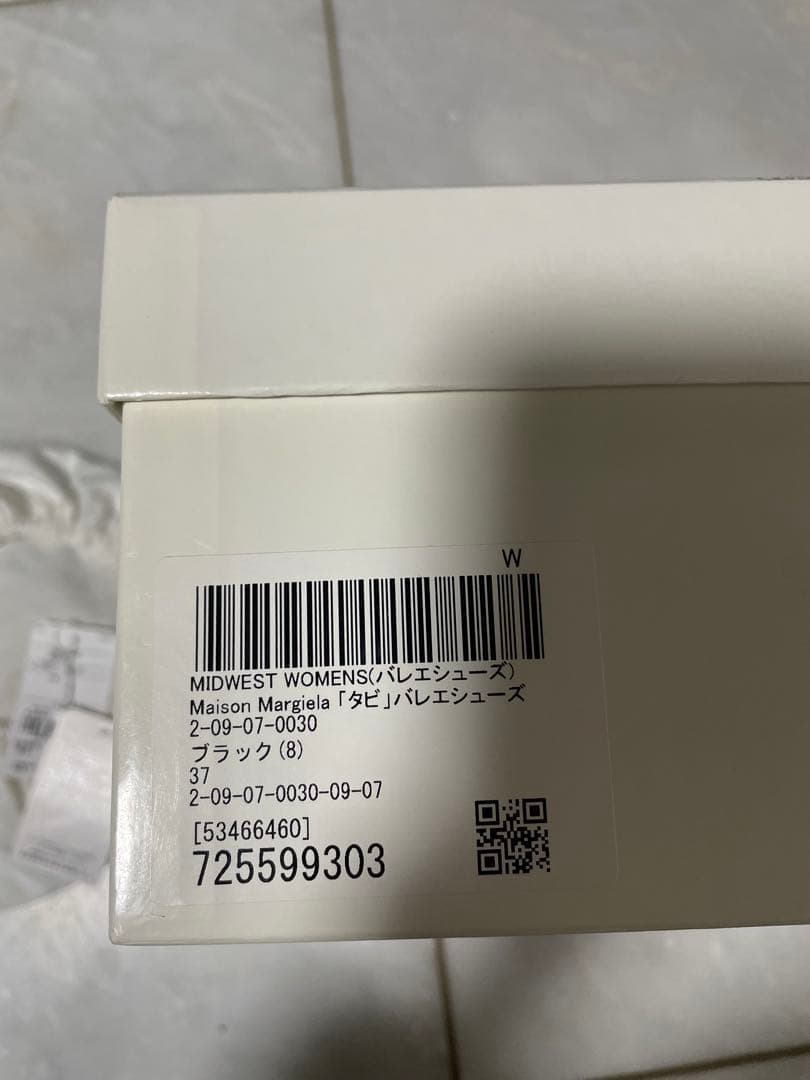 W
MIDWEST WOMENS(バレエシューズ)
Maison Margiela「タビ」バレエシューズ
2-09-07-0030
ブラック(8)
37
2-09-07-0030-09-07
[53466460]
725599303